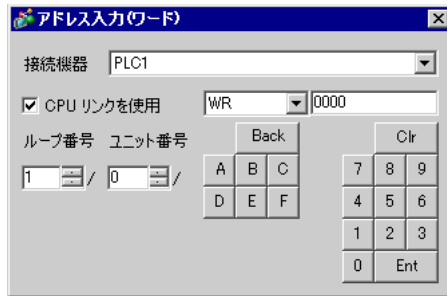 アドレス入力(ワード)
接続機器 PLC1
CPU リンクを使用 WR 0000
ループ番号 ユニット番号 Back Clr
1 / 0 / A B C 7 8 9
D E F 4 5 6
1 2 3
0 Ent